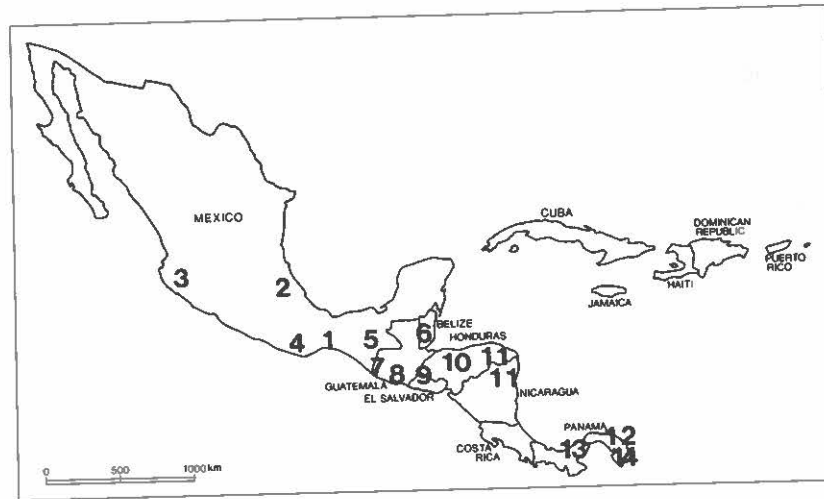 MEXICO
CUBA
DOMINICAN
REPUBLIC
PUERTO
RICO
HAITI
JAMAICA
3
2
BELIZE
6
HONDURAS
4
1
5
10
11
7
8
9
11
GUATEMALA
EL SALVADOR
NICARAGUA
PANAMA
12
COSTA
RICA
13
14
0 500 1000 km